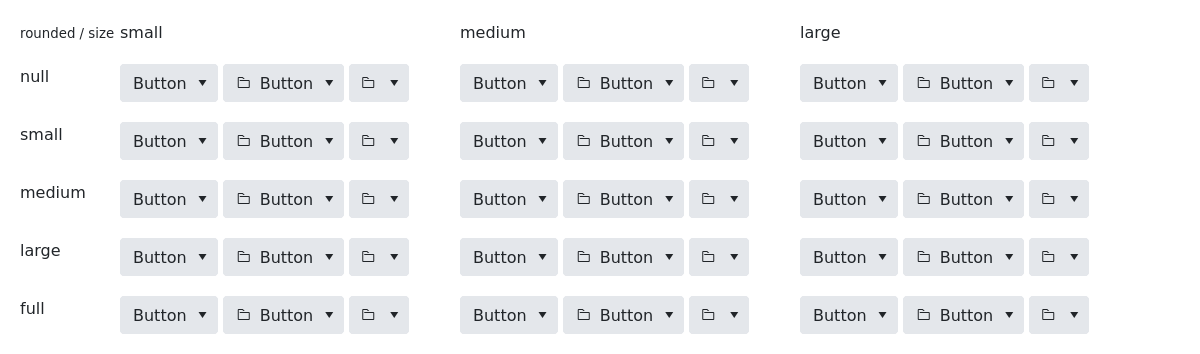 rounded / size small medium large
null Button Button Button Button Button Button
small Button Button Button Button Button Button
medium Button Button Button Button Button Button
large Button Button Button Button Button Button
full Button Button Button Button Button Button